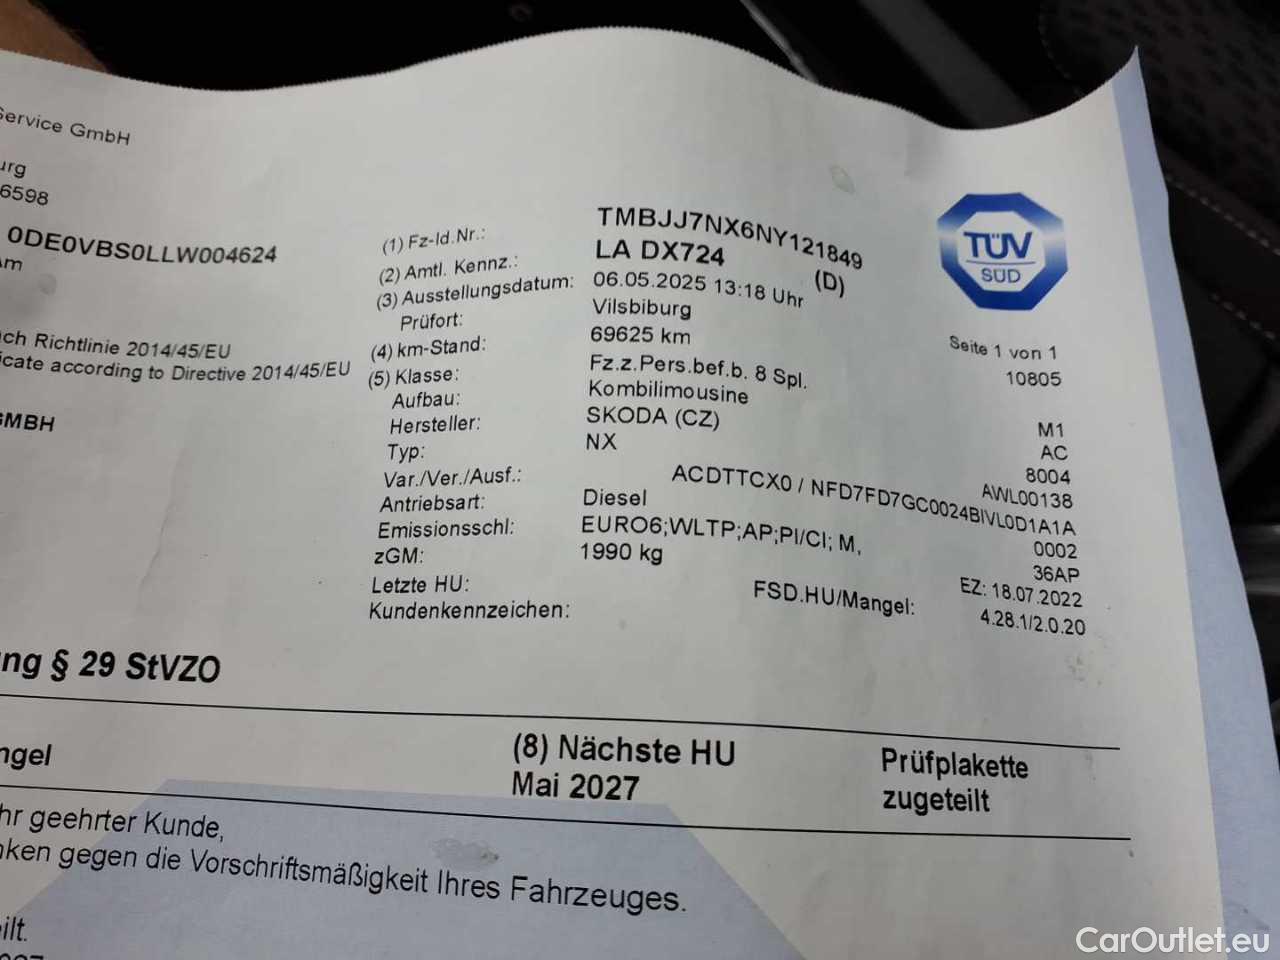 Service GmbH
urg
6598
0DE0VBS0LLW004624
Am
ach Richtlinie 2014/45/EU
icate according to Directive 2014/45/EU
GMBH
(1) Fz-Id.Nr.: TMBJJ7NX6NY121849
(2) Amtl. Kennz.: LA DX724 (D)
(3) Ausstellungsdatum: 06.05.2025 13:18 Uhr
Prüfort: Vilsbiburg
(4) km-Stand: 69625 km
(5) Klasse: Fz.z.Pers.bef.b. 8 Spl. M1
Aufbau: Kombilimousine AC
Hersteller: SKODA (CZ) 8004
Typ: NX AWL00138
Var./Ver./Ausf.: ACDTTCX0 / NFD7FD7GC0024BIVL0D1A1A
Antriebsart: Diesel 0002
Emissionsschl: EURO6;WLTP;AP;PI/CI; M, 36AP
zGM: 1990 kg EZ: 18.07.2022
Letzte HU: FSD.HU/Mangel: 4.28.1/2.0.20
Kundenkennzeichen:
TÜV
SÜD
Seite 1 von 1
10805
ung § 29 StVZO
ngel
(8) Nächste HU
Mai 2027
Prüfplakette
zugeteilt
hr geehrter Kunde,
nken gegen die Vorschriftsmäßigkeit Ihres Fahrzeuges.
eilt.
CarOutlet.eu